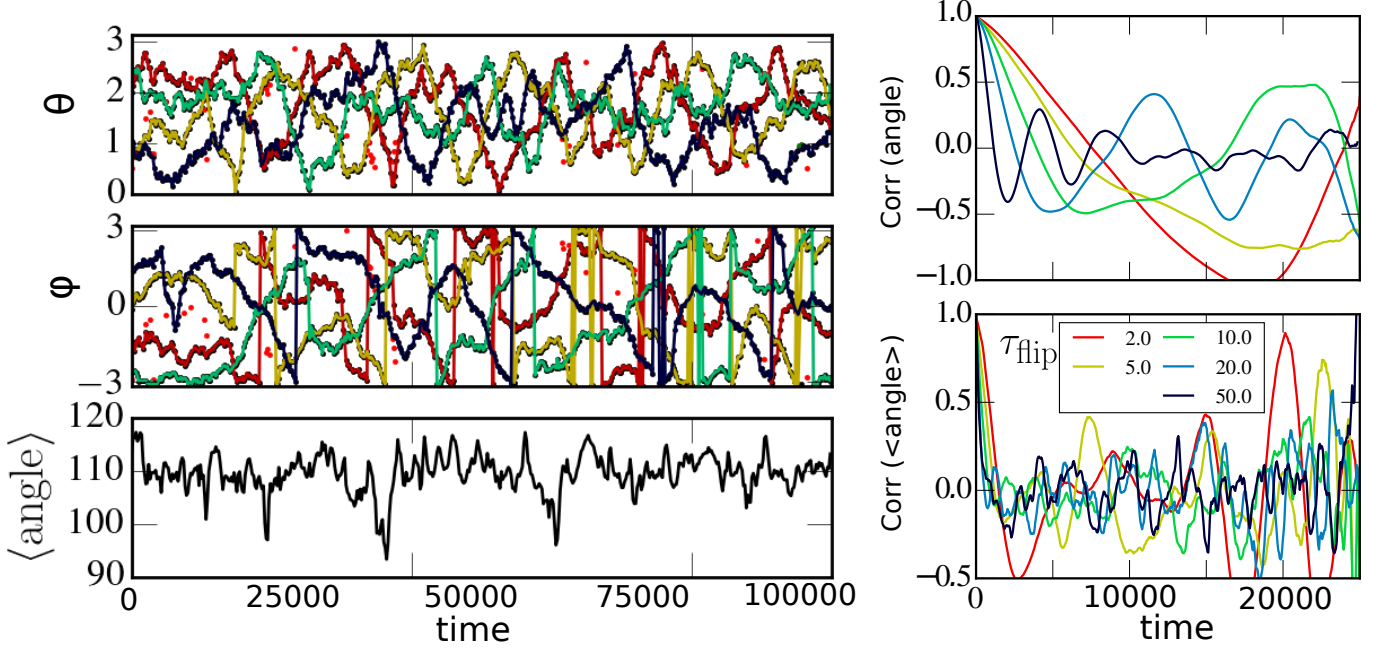 3
2
1
0
θ
3
0
–
3
φ
120
110
100
90
⟨angle⟩
0 25000 50000 75000 100000
time
1.0
0.5
0.0
−0.5
−1.0
Corr (angle)
1.0
0.5
0.0
−0.5
Corr (<angle>)
τflip
2.0 10.0
5.0 20.0
50.0
0 10000 20000
time